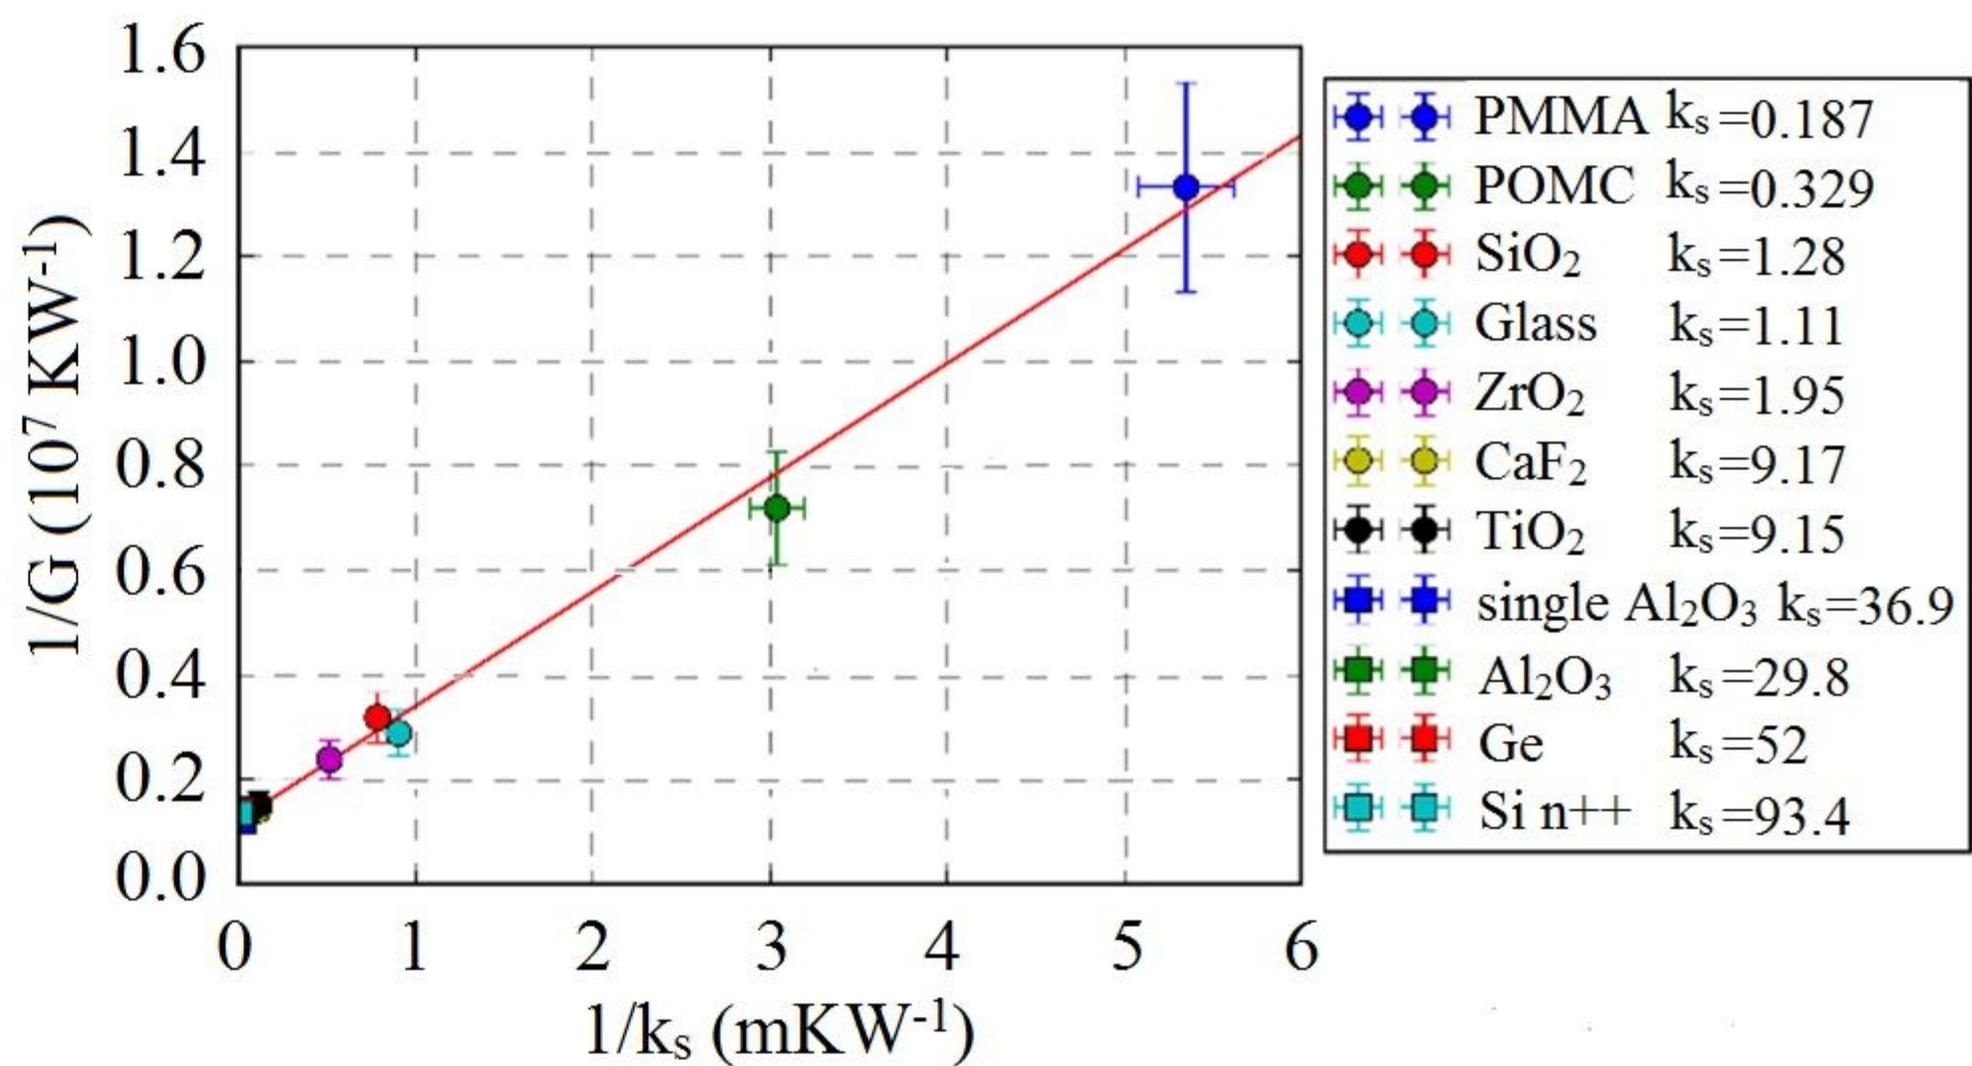 1.6
1.4
1.2
1.0
0.8
0.6
0.4
0.2
0.0
1/G (10⁷ KW⁻¹)
0 1 2 3 4 5 6
1/kₛ (mKW⁻¹)
PMMA kₛ=0.187
POMC kₛ=0.329
SiO₂ kₛ=1.28
Glass kₛ=1.11
ZrO₂ kₛ=1.95
CaF₂ kₛ=9.17
TiO₂ kₛ=9.15
single Al₂O₃ kₛ=36.9
Al₂O₃ kₛ=29.8
Ge kₛ=52
Si n++ kₛ=93.4